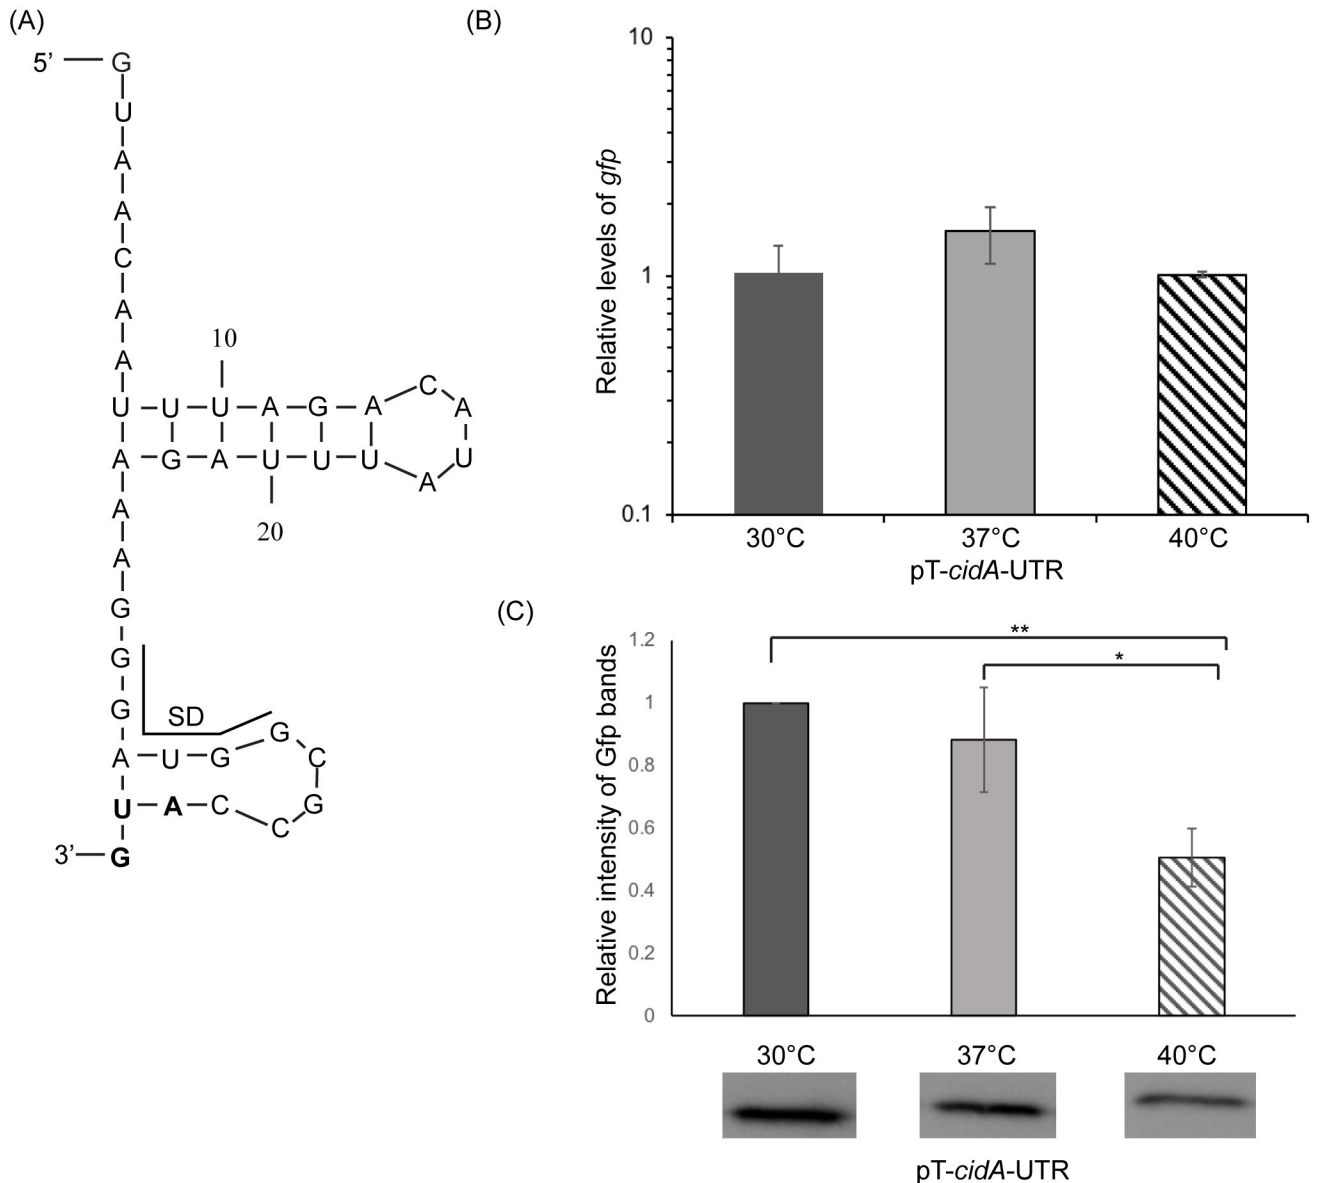 (A)
5’ G
U
A
A
C
A
A
10
U U U A G A C A
A G A U U U A U
20
A
A
G
G
G
SD
A U G G C
U A C C G
3’ G
(B)
10
1
0.1
Relative levels of gfp
30°C 37°C 40°C
pT-cidA-UTR
(C)
1.2
1
0.8
0.6
0.4
0.2
0
Relative intensity of Gfp bands
**
*
30°C 37°C 40°C
pT-cidA-UTR